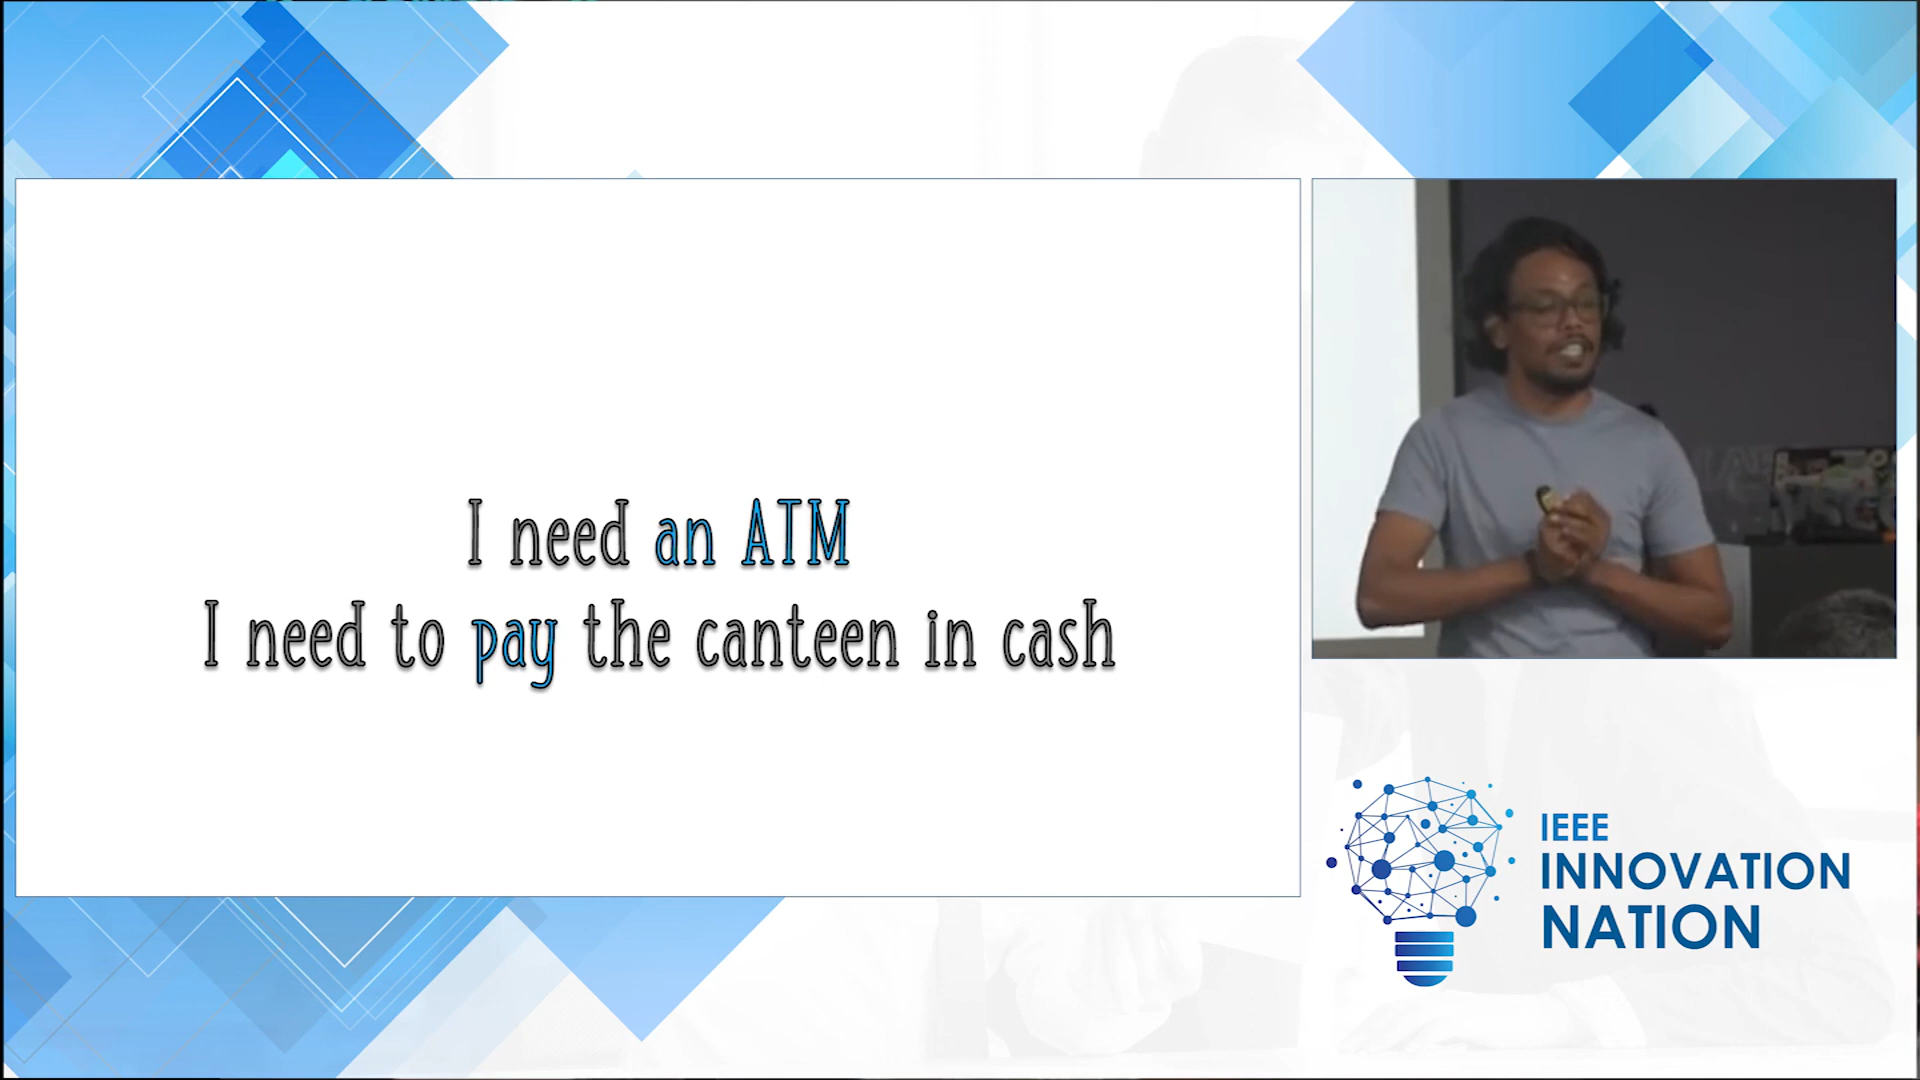 I need an ATM
I need to pay the canteen in cash
IEEE
INNOVATION
NATION